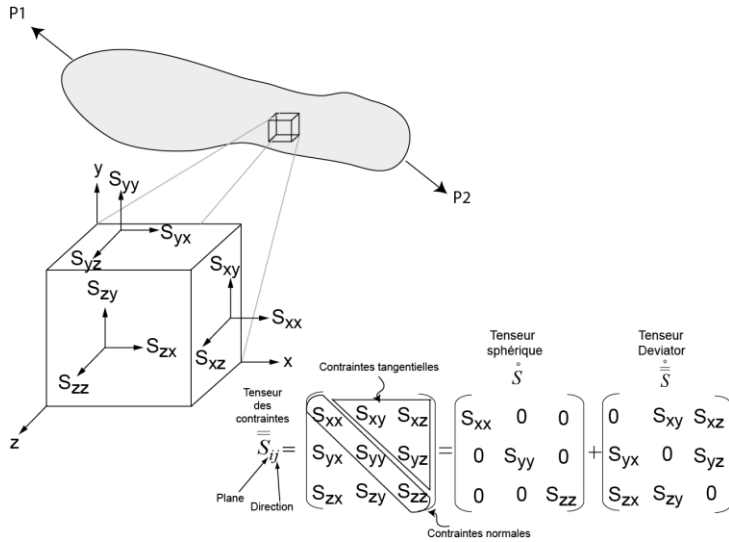 P1
P2
y
Syy
Syx
Syz
Szy
Sxy
Sxx
Szx
Sxz
Szz
x
z
Tenseur
sphérique
S
Tenseur
Deviator
S
Contraintes tangentielles
Tenseur
des
contraintes
Sij =
Sxx Sxy Sxz
Syx Syy Syz
Szx Szy Szz
=
Sxx 0 0
0 Syy 0
0 0 Szz
+
0 Sxy Sxz
Syx 0 Syz
Szx Szy 0
Plane
Direction
Contraintes normales